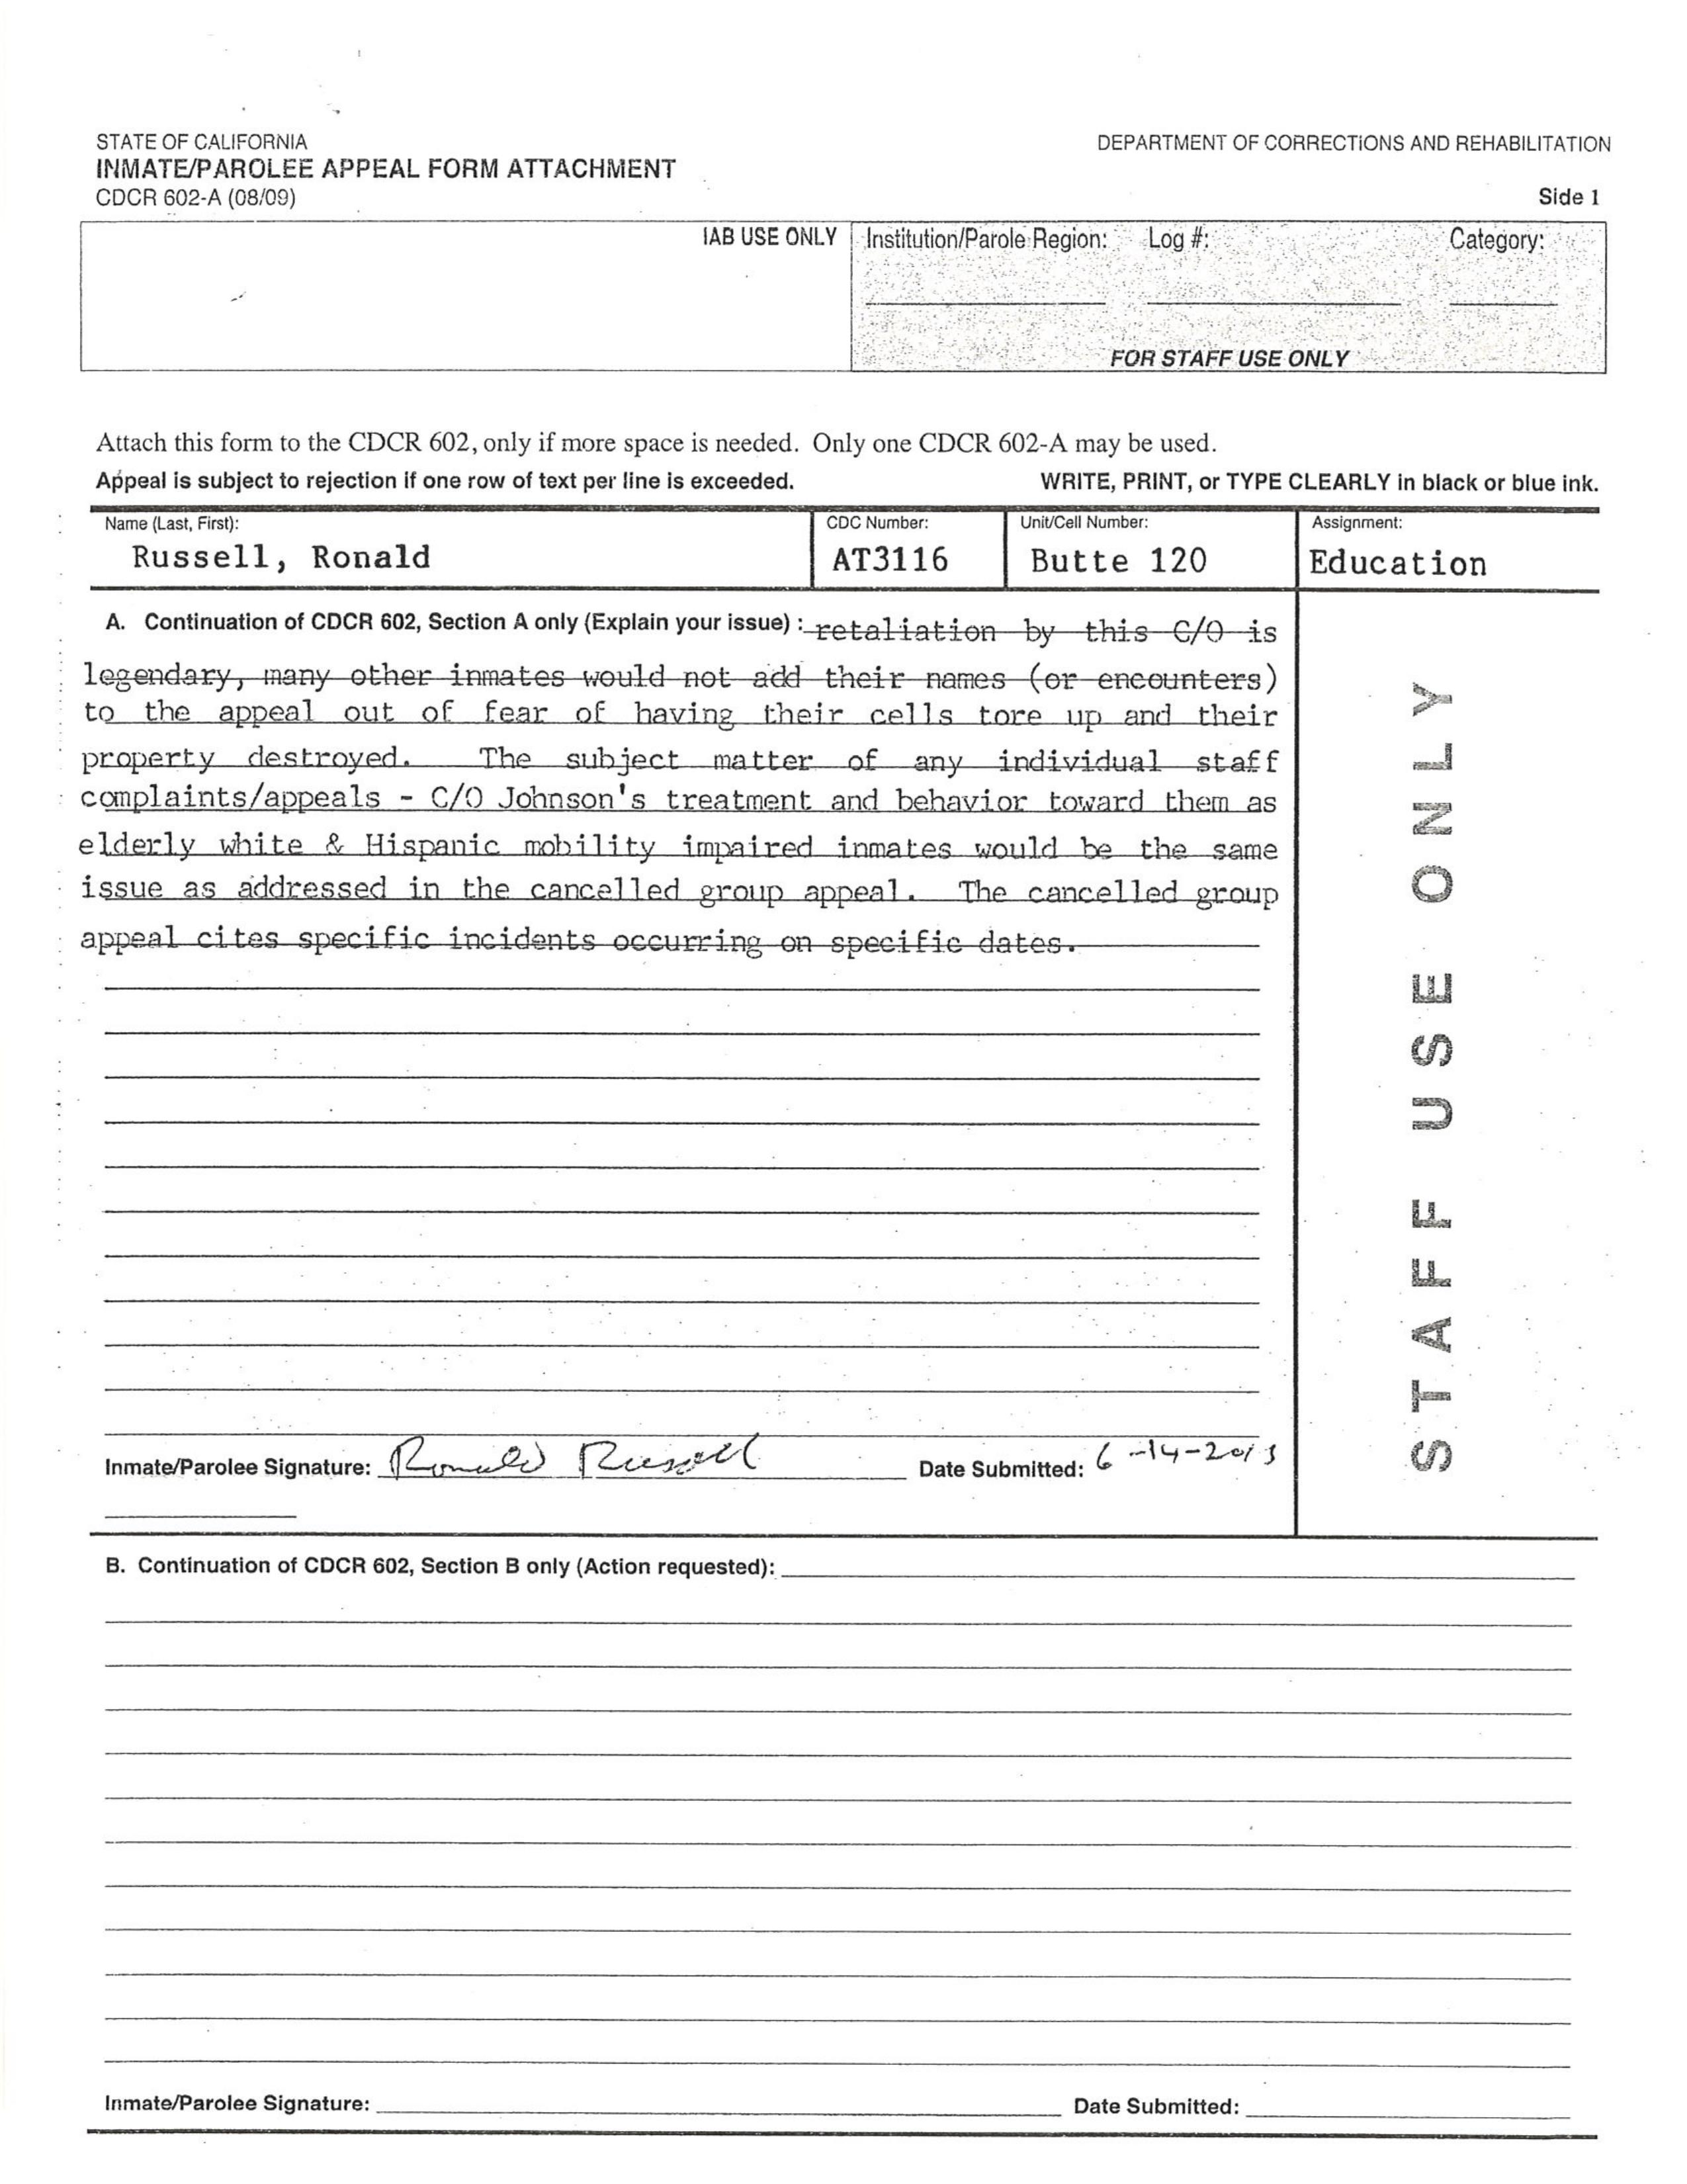 STATE OF CALIFORNIA
DEPARTMENT OF CORRECTIONS AND REHABILITATION
INMATE/PAROLEE APPEAL FORM ATTACHMENT
CDCR 602-A (08/09)
Side 1
IAB USE ONLY
Institution/Parole Region: Log #: Category:
FOR STAFF USE ONLY
Attach this form to the CDCR 602, only if more space is needed. Only one CDCR 602-A may be used.
Appeal is subject to rejection if one row of text per line is exceeded.
WRITE, PRINT, or TYPE CLEARLY in black or blue ink.
Name (Last, First): CDC Number: Unit/Cell Number: Assignment:
Russell, Ronald AT3116 Butte 120 Education
A. Continuation of CDCR 602, Section A only (Explain your issue) : retaliation by this C/O is
legendary, many other inmates would not add their names (or encounters)
to the appeal out of fear of having their cells tore up and their
property destroyed. The subject matter of any individual staff
complaints/appeals - C/O Johnson's treatment and behavior toward them as
elderly white & Hispanic mobility impaired inmates would be the same
issue as addressed in the cancelled group appeal. The cancelled group
appeal cites specific incidents occurring on specific dates.
STAFF USE ONLY
Inmate/Parolee Signature: Ronald Russell Date Submitted: 6-14-2013
B. Continuation of CDCR 602, Section B only (Action requested):
Inmate/Parolee Signature: Date Submitted: